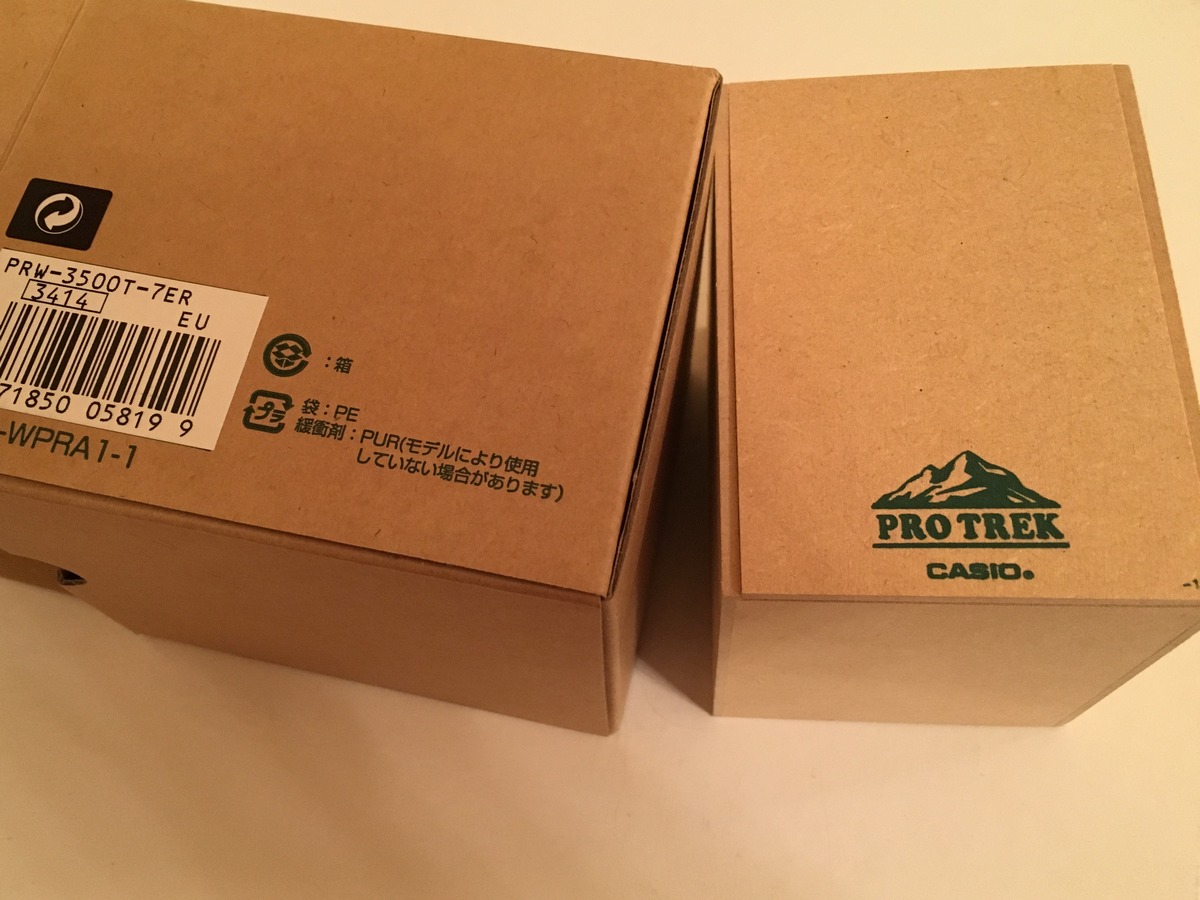 PRW-3500T-7ER
3414
EU
71850 05819 9
-WPRA1-1
:箱
プラ
袋:PE
緩衝剤:PUR(モデルにより使用
していない場合があります)
PRO TREK
CASIO